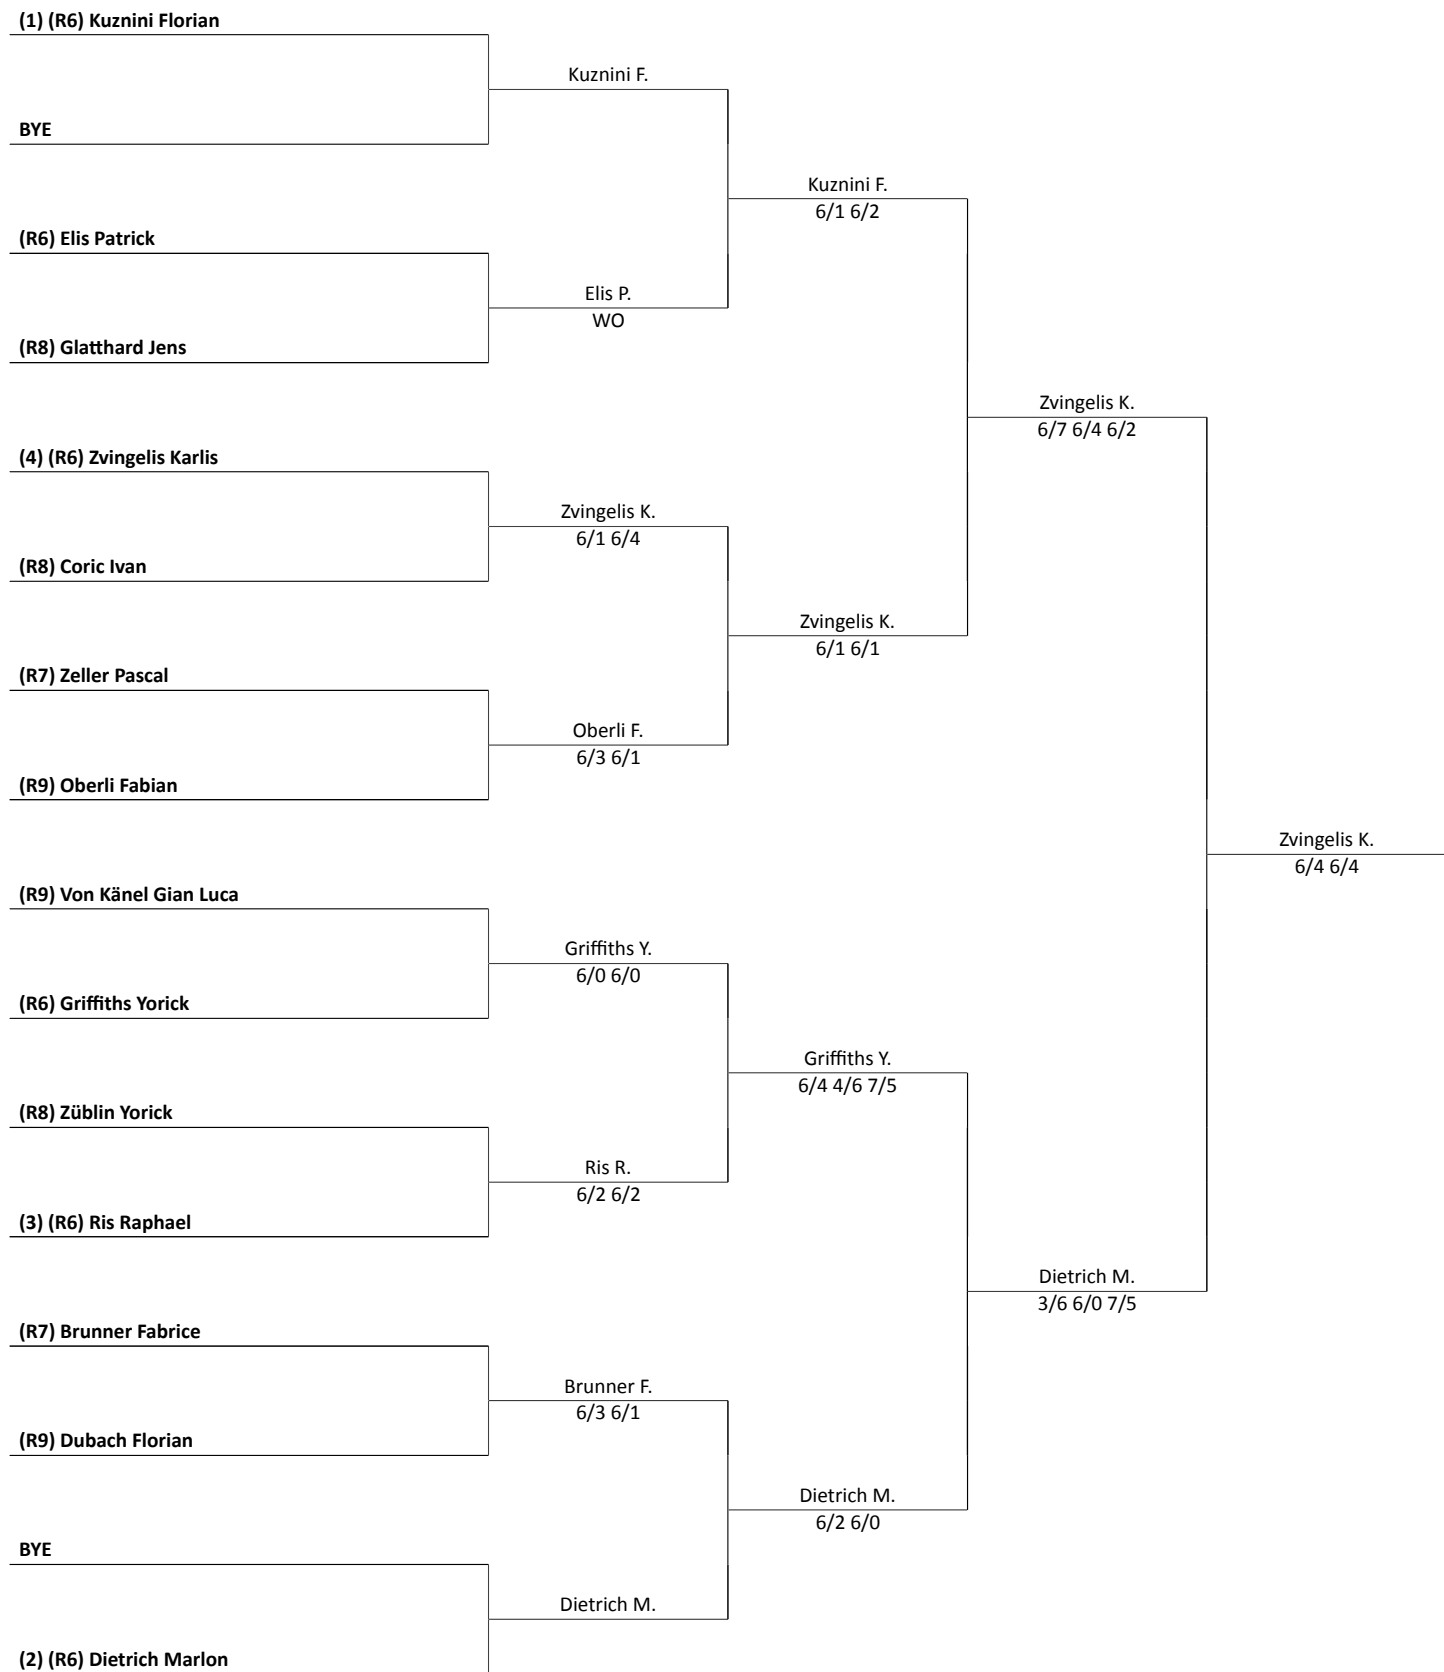 (1) (R6) Kuznini Florian
Kuznini F.
BYE
Kuznini F.
6/1 6/2
(R6) Elis Patrick
Elis P.
WO
(R8) Glatthard Jens
Zvingelis K.
6/7 6/4 6/2
(4) (R6) Zvingelis Karlis
Zvingelis K.
6/1 6/4
(R8) Coric Ivan
Zvingelis K.
6/1 6/1
(R7) Zeller Pascal
Oberli F.
6/3 6/1
(R9) Oberli Fabian
Zvingelis K.
6/4 6/4
(R9) Von Känel Gian Luca
Griffiths Y.
6/0 6/0
(R6) Griffiths Yorick
Griffiths Y.
6/4 4/6 7/5
(R8) Züblin Yorick
Ris R.
6/2 6/2
(3) (R6) Ris Raphael
Dietrich M.
3/6 6/0 7/5
(R7) Brunner Fabrice
Brunner F.
6/3 6/1
(R9) Dubach Florian
Dietrich M.
6/2 6/0
BYE
Dietrich M.
(2) (R6) Dietrich Marlon